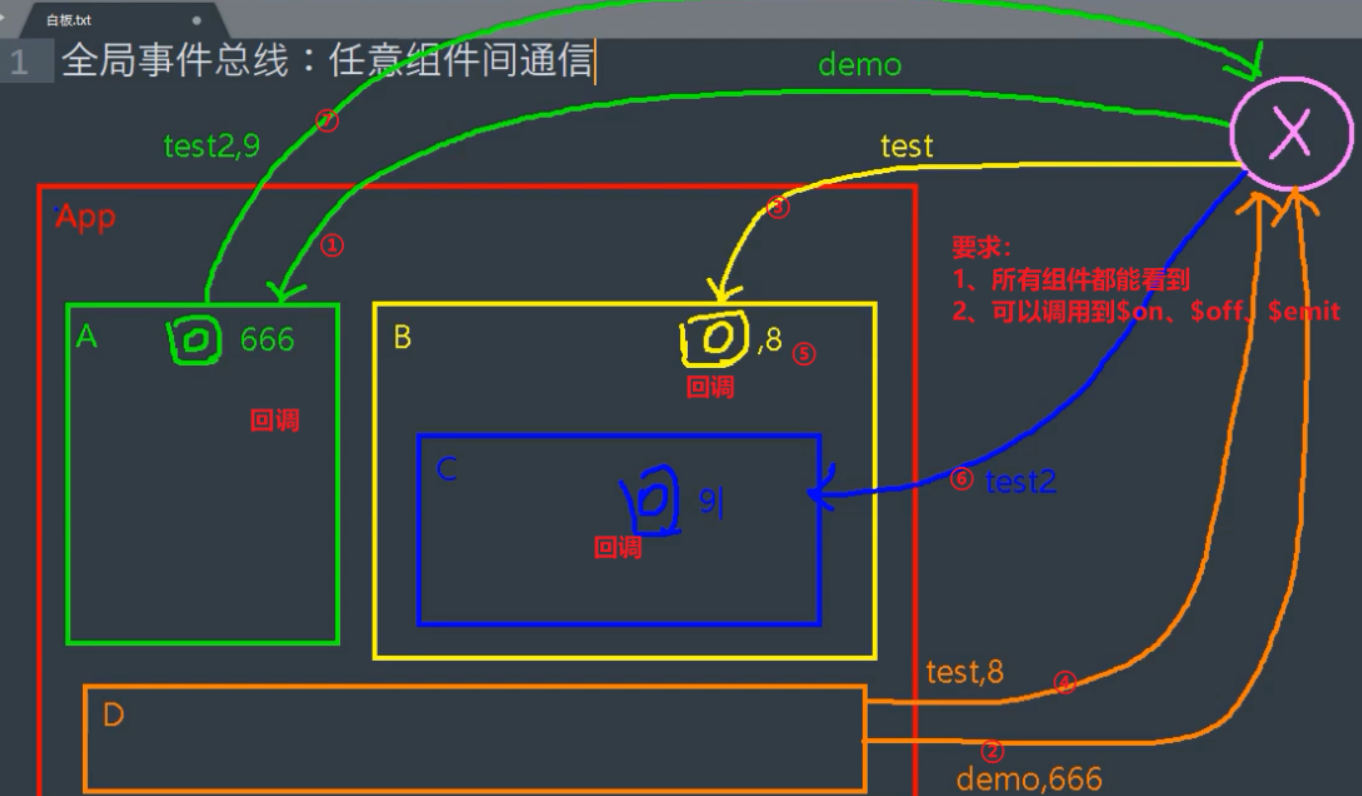 白板.txt
1 全局事件总线：任意组件间通信
demo
⑦
test2,9
test
X
③
App
①
要求：
1、所有组件都能看到
2、可以调用到$on、$off、$emit
A
666
B
,8
⑤
回调
回调
C
9
⑥ test2
回调
test,8
④
D
②
demo,666